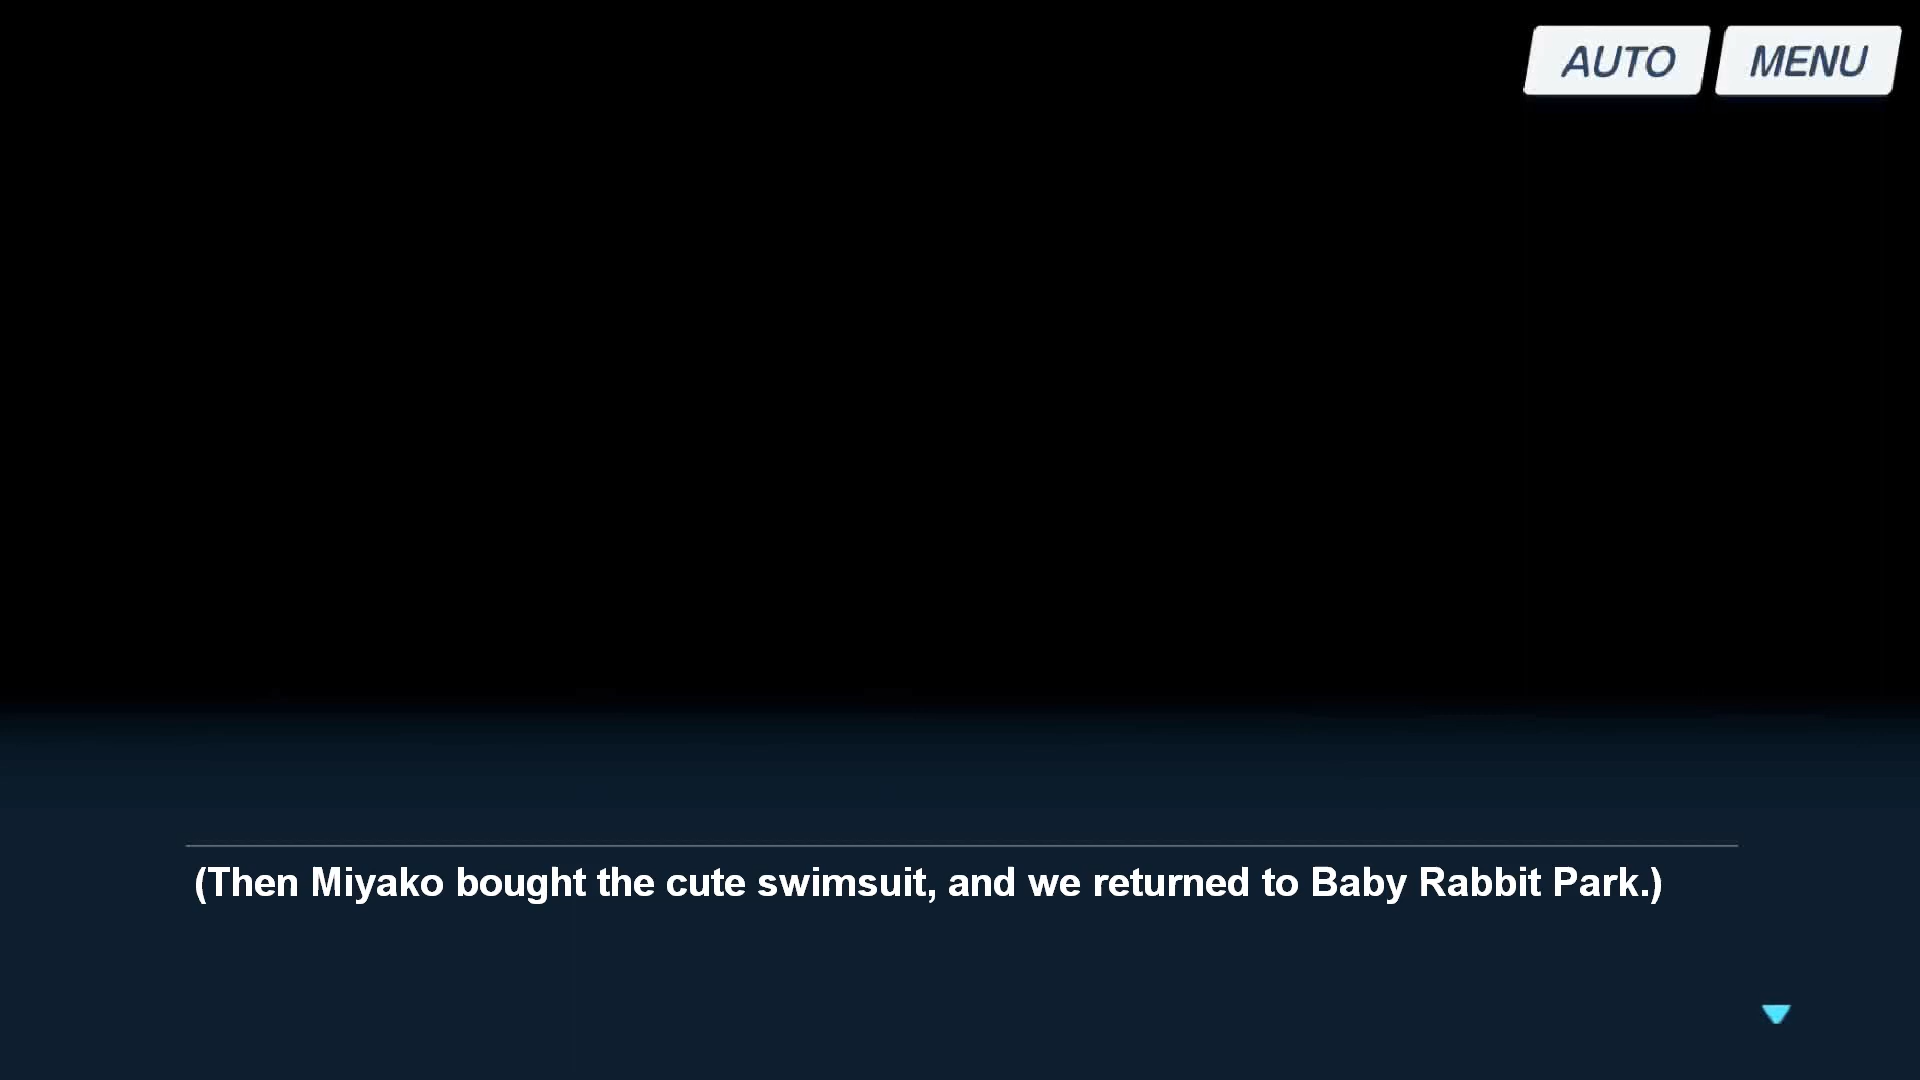 AUTO MENU
(Then Miyako bought the cute swimsuit, and we returned to Baby Rabbit Park.)